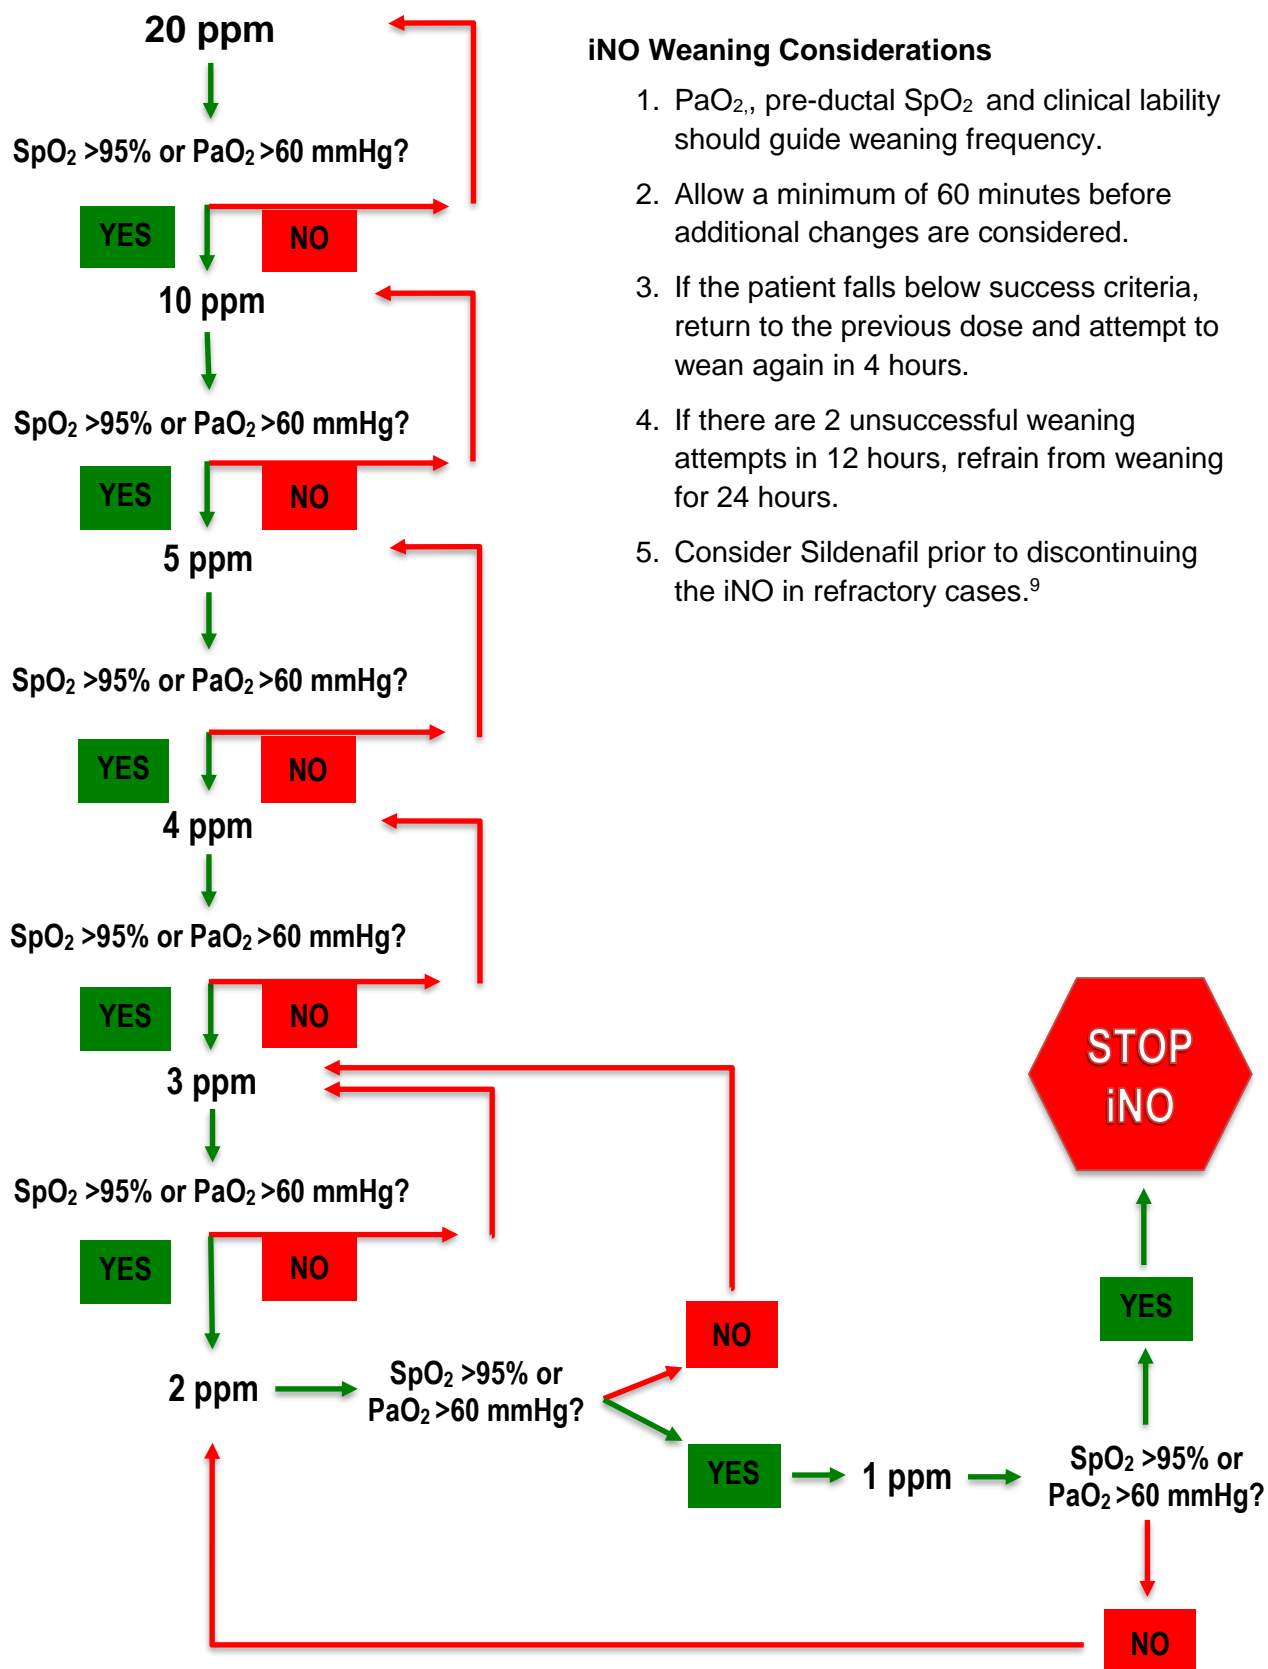 20 ppm
SpO₂ >95% or PaO₂ >60 mmHg?
YES
NO
10 ppm
SpO₂ >95% or PaO₂ >60 mmHg?
YES
NO
5 ppm
SpO₂ >95% or PaO₂ >60 mmHg?
YES
NO
4 ppm
SpO₂ >95% or PaO₂ >60 mmHg?
YES
NO
3 ppm
SpO₂ >95% or PaO₂ >60 mmHg?
YES
NO
2 ppm
SpO₂ >95% or
PaO₂ >60 mmHg?
NO
YES
1 ppm
SpO₂ >95% or
PaO₂ >60 mmHg?
YES
NO
STOP
iNO
iNO Weaning Considerations
1. PaO₂,, pre-ductal SpO₂ and clinical lability
should guide weaning frequency.
2. Allow a minimum of 60 minutes before
additional changes are considered.
3. If the patient falls below success criteria,
return to the previous dose and attempt to
wean again in 4 hours.
4. If there are 2 unsuccessful weaning
attempts in 12 hours, refrain from weaning
for 24 hours.
5. Consider Sildenafil prior to discontinuing
the iNO in refractory cases.⁹